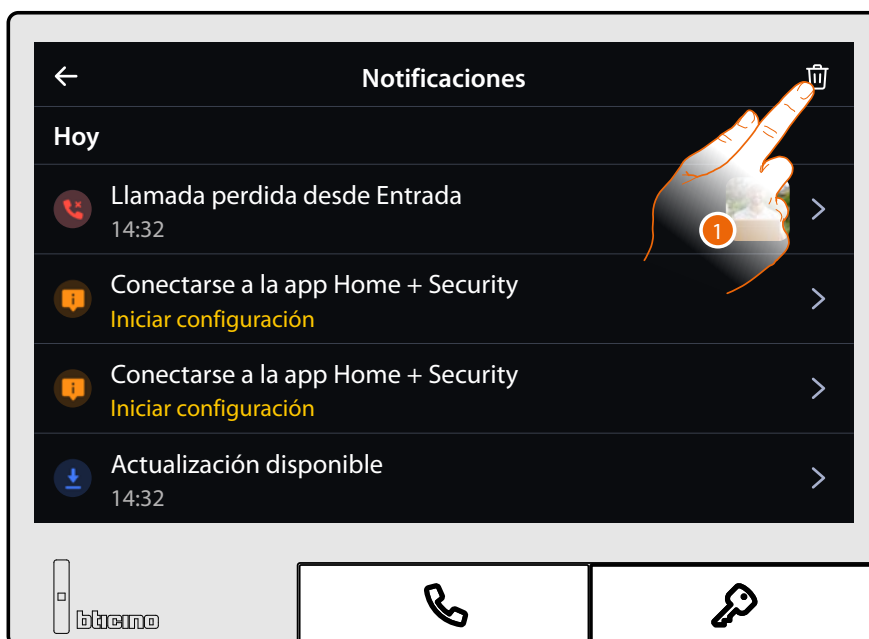 Notificaciones
Hoy
Llamada perdida desde Entrada
14:32
1
Conectarse a la app Home + Security
Iniciar configuración
Conectarse a la app Home + Security
Iniciar configuración
Actualización disponible
14:32
bticino